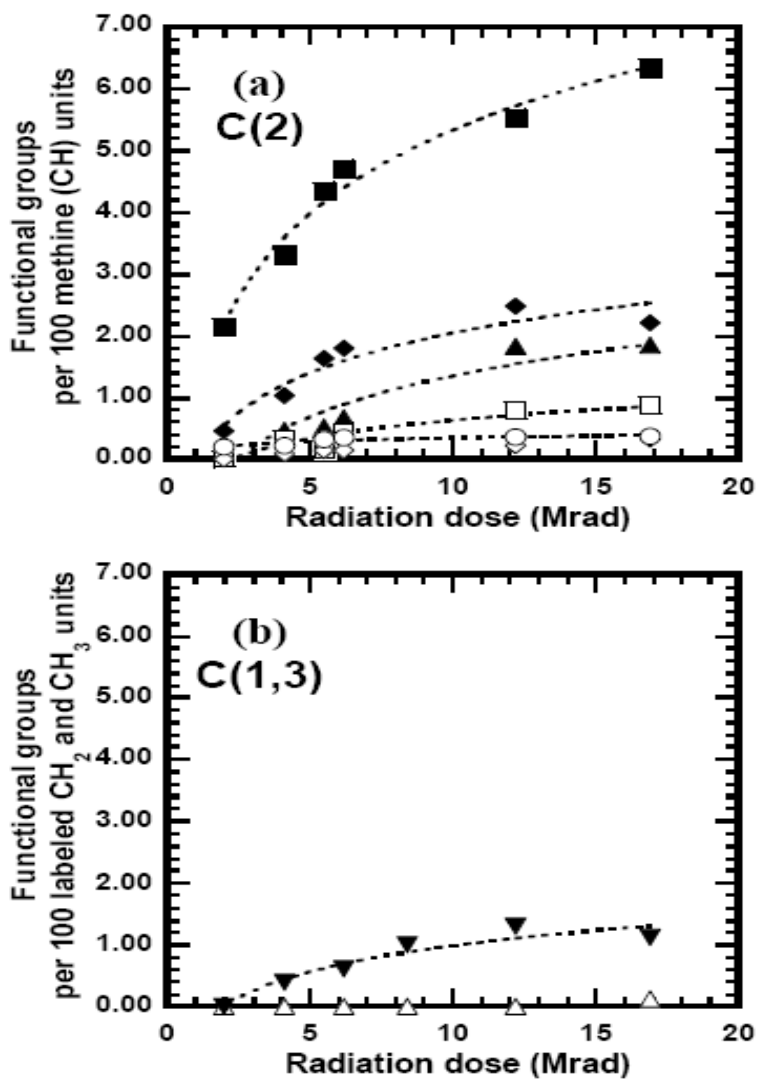 7.00
6.00
5.00
4.00
3.00
2.00
1.00
0.00
Functional groups
per 100 methine (CH) units
(a)
C(2)
0 5 10 15 20
Radiation dose (Mrad)
7.00
6.00
5.00
4.00
3.00
2.00
1.00
0.00
Functional groups
per 100 labeled CH₂ and CH₃ units
(b)
C(1,3)
0 5 10 15 20
Radiation dose (Mrad)